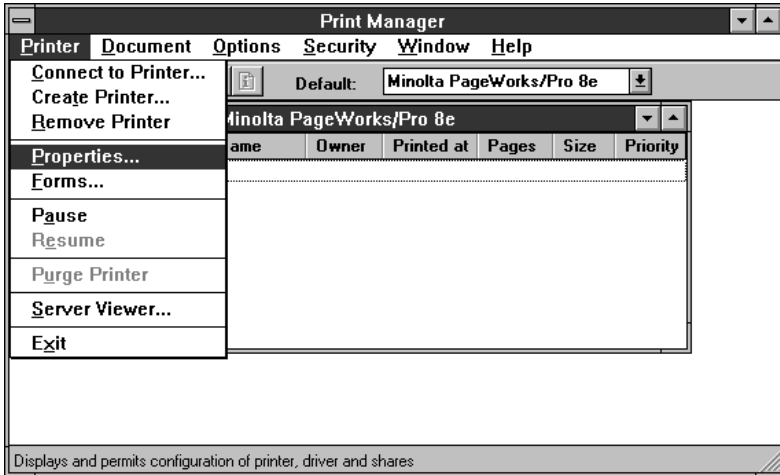 Print Manager
Printer Document Options Security Window Help
Connect to Printer...
Create Printer...
Remove Printer
Properties...
Forms...
Pause
Resume
Purge Printer
Server Viewer...
Exit
Default: Minolta PageWorks/Pro 8e
Minolta PageWorks/Pro 8e
ame Owner Printed at Pages Size Priority
Displays and permits configuration of printer, driver and shares